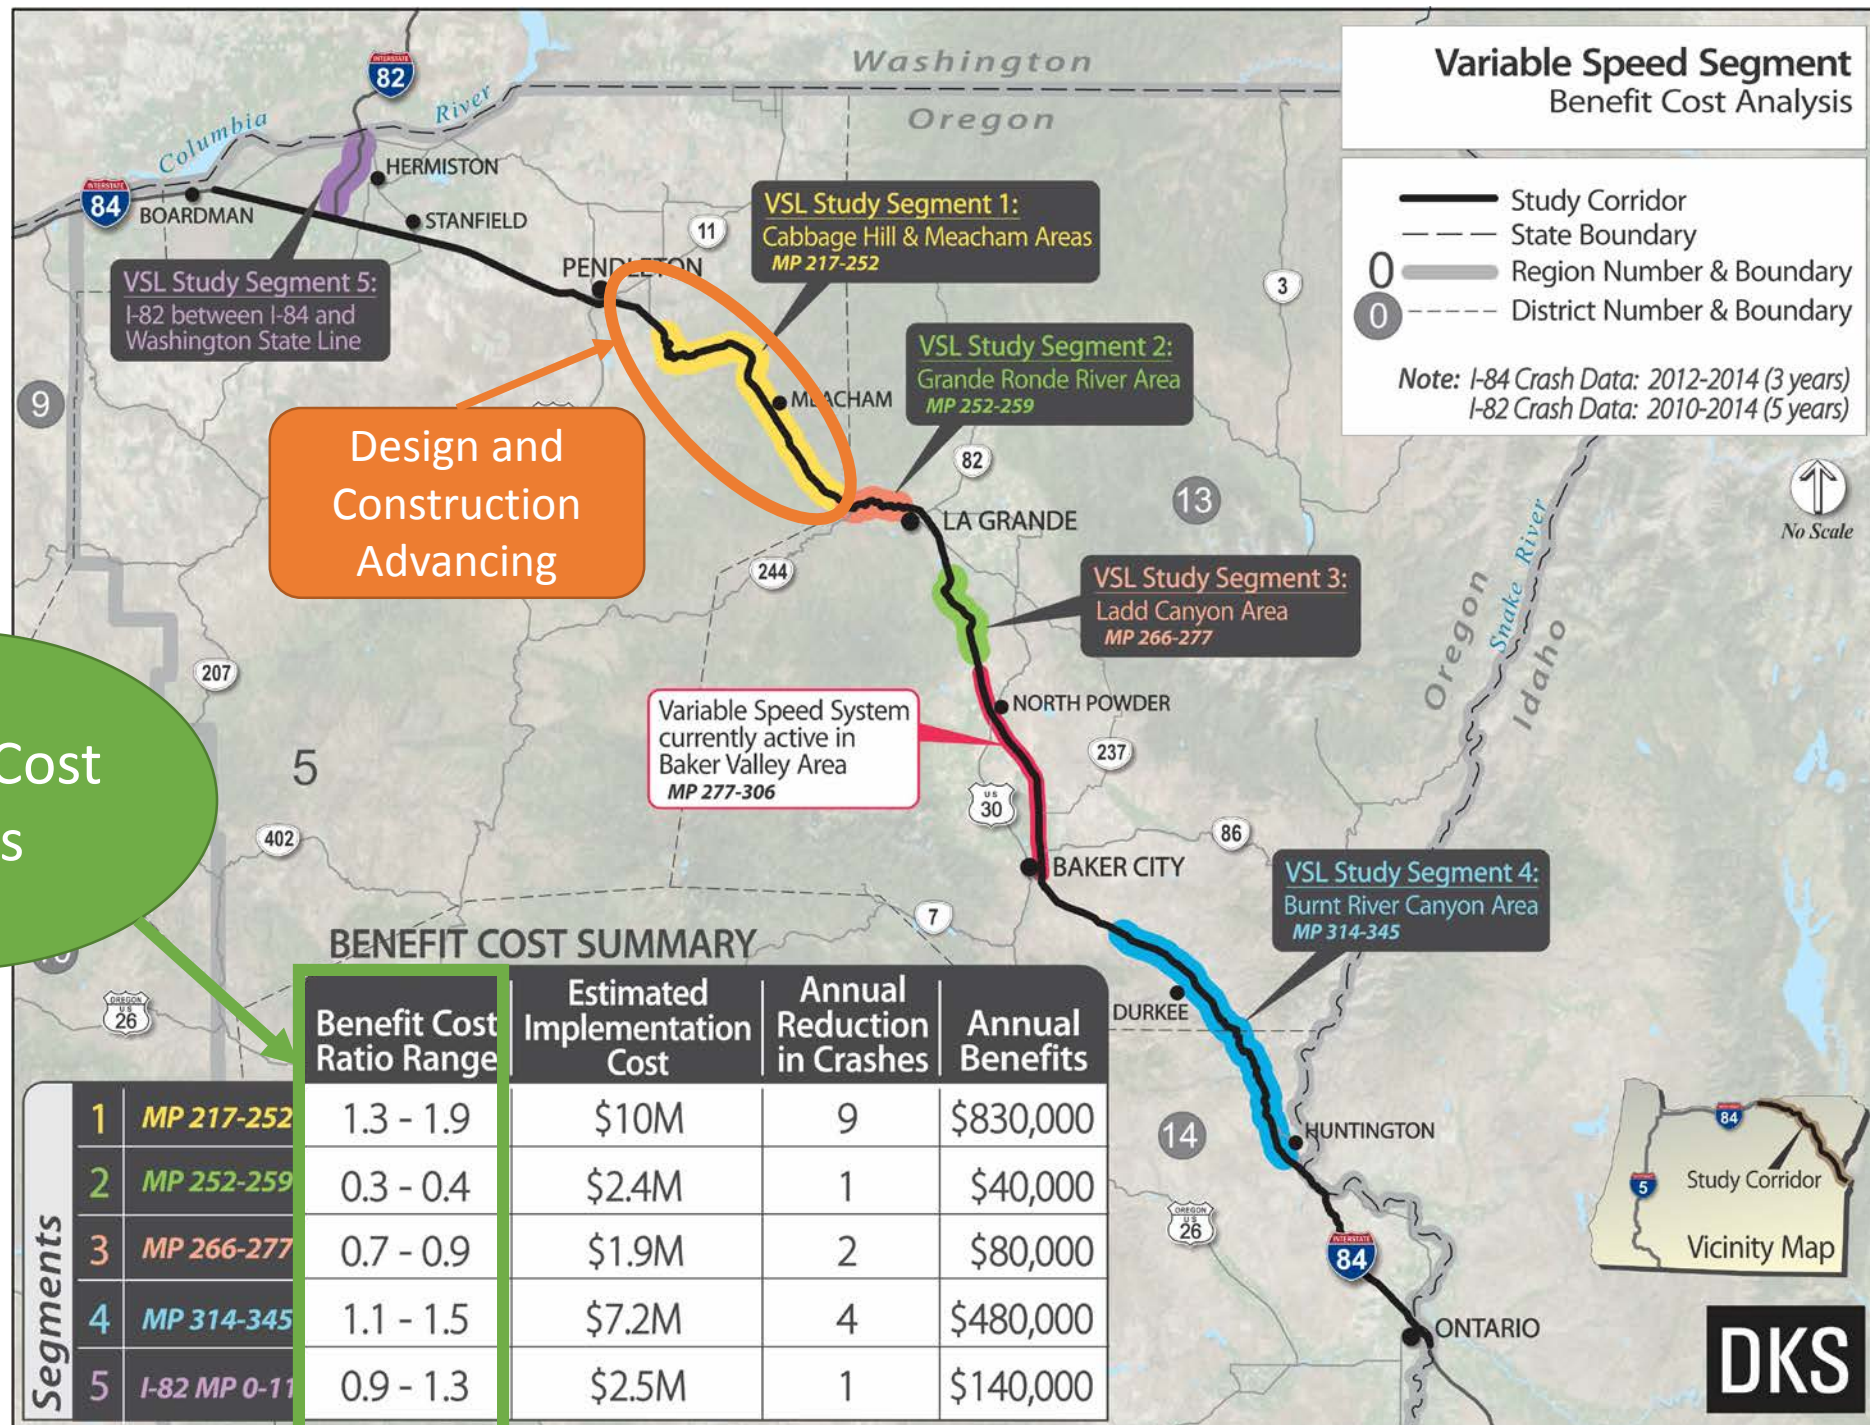 Variable Speed Segment
Benefit Cost Analysis
Study Corridor
State Boundary
0 Region Number & Boundary
0 District Number & Boundary
Note: I-84 Crash Data: 2012-2014 (3 years)
I-82 Crash Data: 2010-2014 (5 years)
No Scale
Washington
Oregon
INTERSTATE
82
Columbia
River
HERMISTON
INTERSTATE
84
BOARDMAN
STANFIELD
11
PENDLETON
3
VSL Study Segment 1:
Cabbage Hill & Meacham Areas
MP 217-252
VSL Study Segment 5:
I-82 between I-84 and
Washington State Line
VSL Study Segment 2:
Grande Ronde River Area
MP 252-259
9
MEACHAM
Design and
Construction
Advancing
82
13
LA GRANDE
244
VSL Study Segment 3:
Ladd Canyon Area
MP 266-277
Oregon
Snake River
Idaho
207
NORTH POWDER
Variable Speed System
currently active in
Baker Valley Area
MP 277-306
237
5
Cost
s
US
30
402
86
BAKER CITY
VSL Study Segment 4:
Burnt River Canyon Area
MP 314-345
7
DURKEE
OREGON
US
26
14
HUNTINGTON
OREGON
US
26
INTERSTATE
84
ONTARIO
BENEFIT COST SUMMARY
Benefit Cost
Ratio Range
Estimated
Implementation
Cost
Annual
Reduction
in Crashes
Annual
Benefits
Segments
1 MP 217-252 1.3 - 1.9 $10M 9 $830,000
2 MP 252-259 0.3 - 0.4 $2.4M 1 $40,000
3 MP 266-277 0.7 - 0.9 $1.9M 2 $80,000
4 MP 314-345 1.1 - 1.5 $7.2M 4 $480,000
5 I-82 MP 0-11 0.9 - 1.3 $2.5M 1 $140,000
84
5
Study Corridor
Vicinity Map
DKS